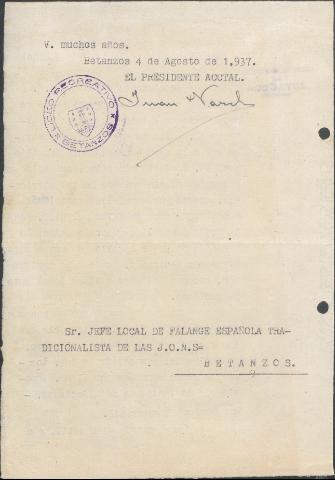 V. muchos años.
Betanzos 4 de Agosto de 1,937.
EL PRESIDENTE ACCTAL.
LICEO RECREATIVO
* BETANZOS *
Juan
Sr. JEFE LOCAL DE FALANGE ESPAÑOLA TRA-
DICIONALISTA DE LAS J.O.N.S=
BETANZOS.